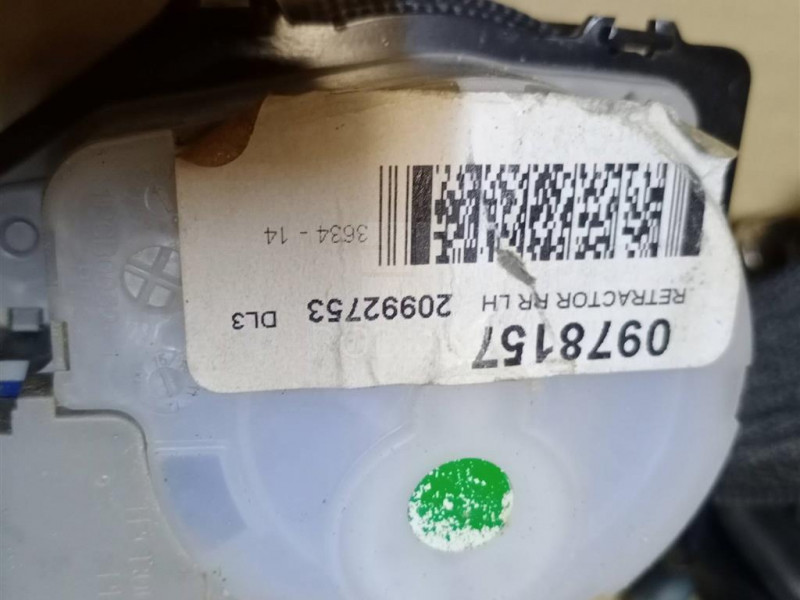 0978157
RETRACTOR RR LH 20992753 DL3
3634 - 14